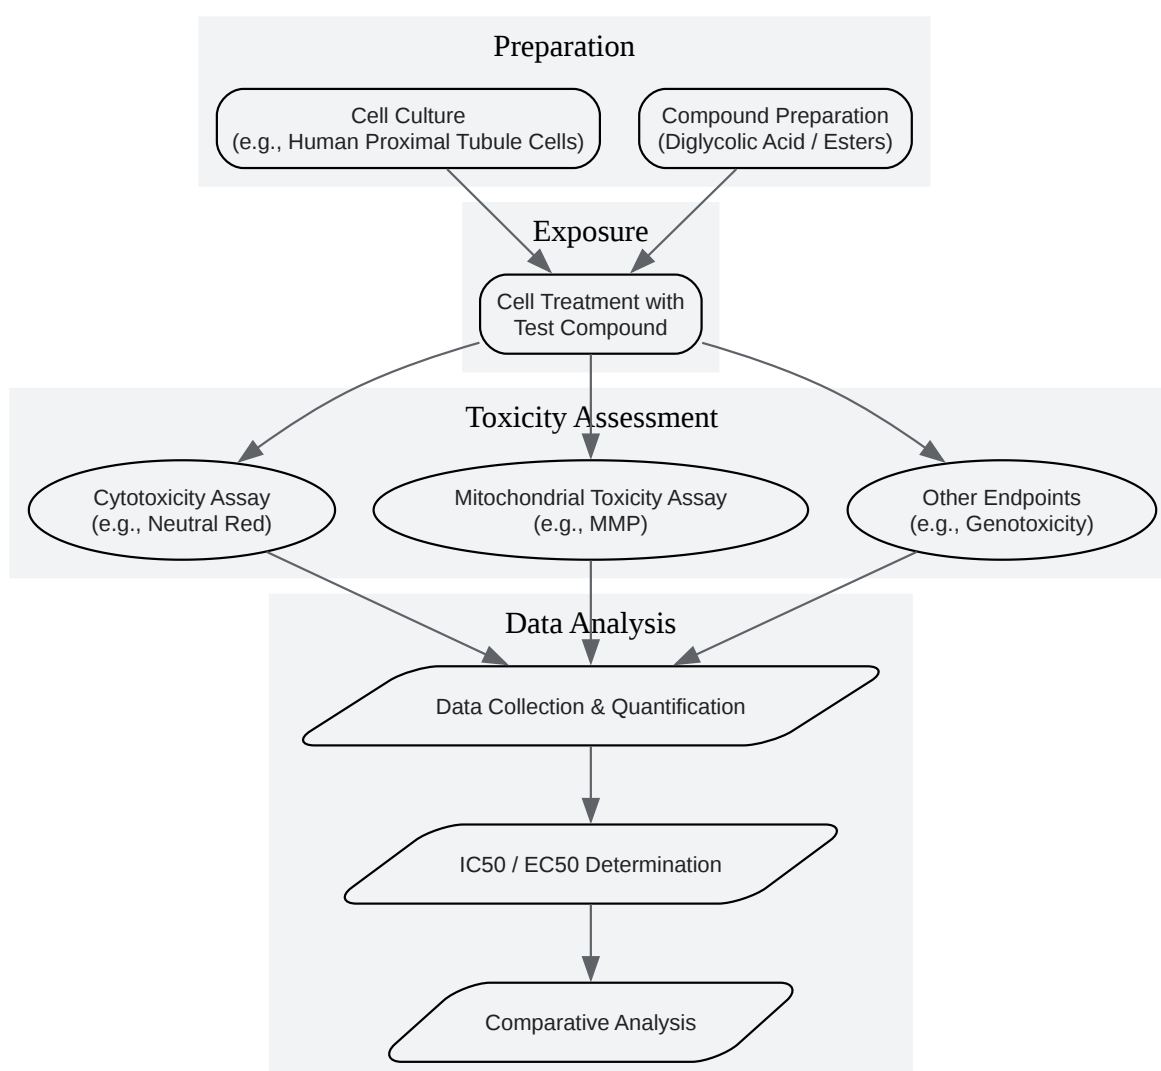 Preparation
Cell Culture
(e.g., Human Proximal Tubule Cells)
Compound Preparation
(Diglycolic Acid / Esters)
Exposure
Cell Treatment with
Test Compound
Toxicity Assessment
Cytotoxicity Assay
(e.g., Neutral Red)
Mitochondrial Toxicity Assay
(e.g., MMP)
Other Endpoints
(e.g., Genotoxicity)
Data Analysis
Data Collection & Quantification
IC50 / EC50 Determination
Comparative Analysis